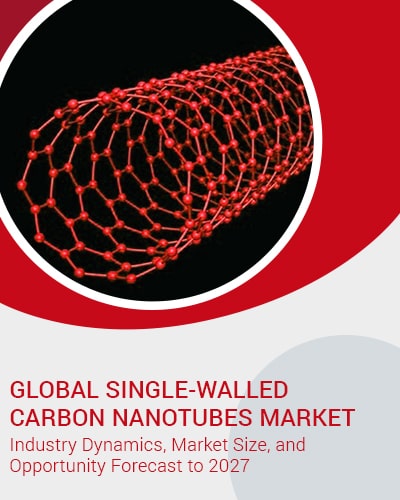 GLOBAL SINGLE-WALLED
CARBON NANOTUBES MARKET
Industry Dynamics, Market Size, and
Opportunity Forecast to 2027